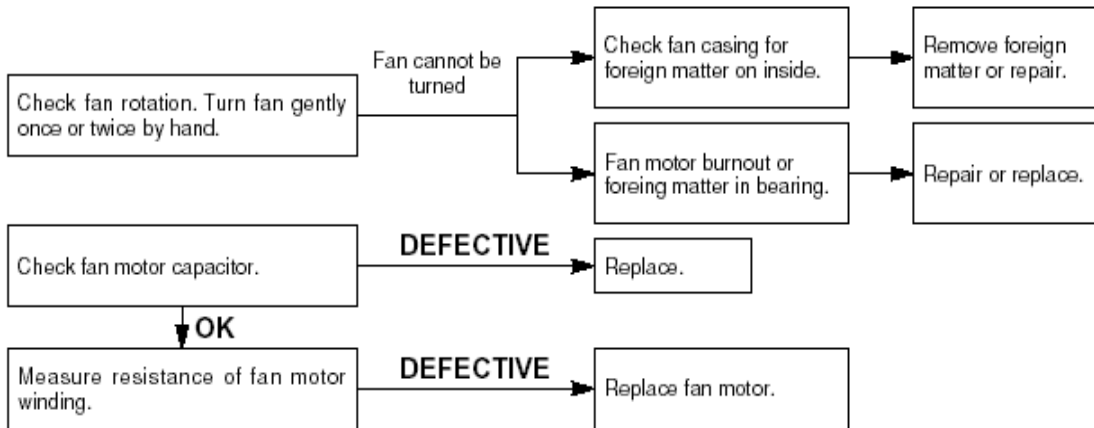 Check fan rotation. Turn fan gently
once or twice by hand.
Fan cannot be
turned
Check fan casing for
foreign matter on inside.
Remove foreign
matter or repair.
Fan motor burnout or
foreing matter in bearing.
Repair or replace.
Check fan motor capacitor.
DEFECTIVE
Replace.
OK
Measure resistance of fan motor
winding.
DEFECTIVE
Replace fan motor.